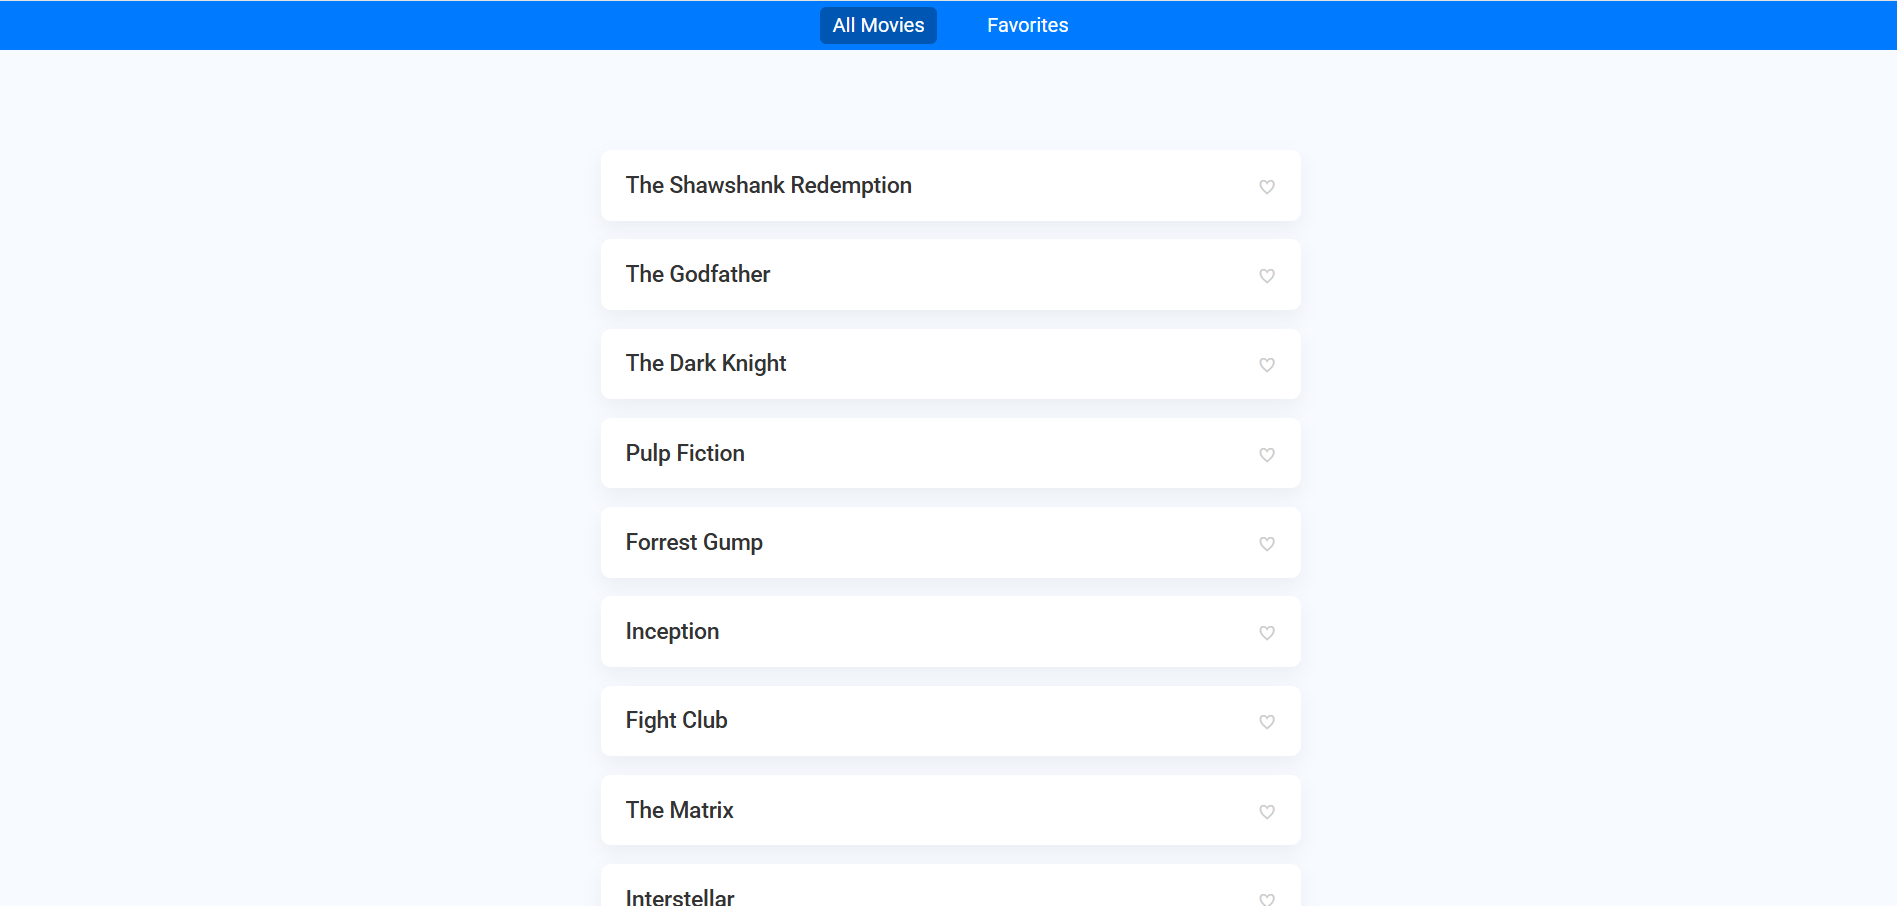 All Movies Favorites
The Shawshank Redemption
The Godfather
The Dark Knight
Pulp Fiction
Forrest Gump
Inception
Fight Club
The Matrix
Interstellar